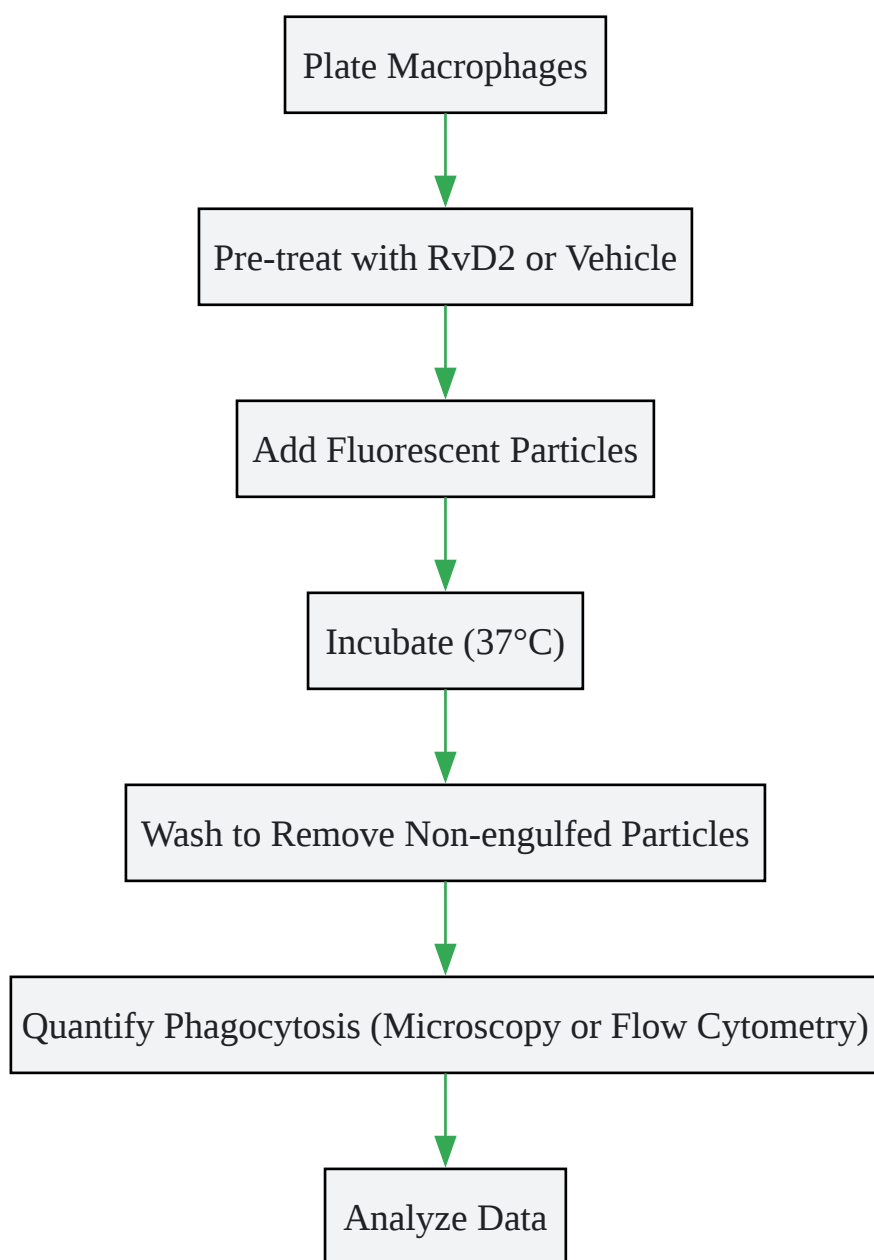 Plate Macrophages
Pre-treat with RvD2 or Vehicle
Add Fluorescent Particles
Incubate (37°C)
Wash to Remove Non-engulfed Particles
Quantify Phagocytosis (Microscopy or Flow Cytometry)
Analyze Data